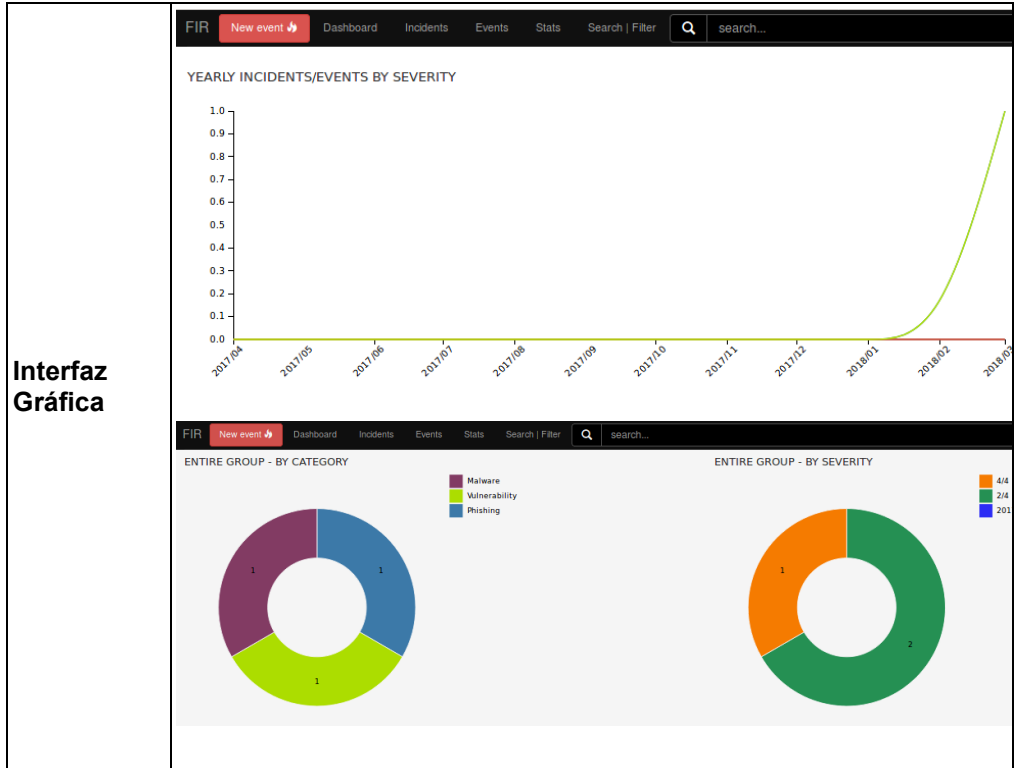 Interfaz
Gráfica
FIR New event Dashboard Incidents Events Stats Search | Filter search...
YEARLY INCIDENTS/EVENTS BY SEVERITY
1.0
0.9
0.8
0.7
0.6
0.5
0.4
0.3
0.2
0.1
0.0
2017/04 2017/05 2017/06 2017/07 2017/08 2017/09 2017/10 2017/11 2017/12 2018/01 2018/02 2018/03
FIR New event Dashboard Incidents Events Stats Search | Filter search...
ENTIRE GROUP - BY CATEGORY
Malware
Vulnerability
Phishing
1
1
1
ENTIRE GROUP - BY SEVERITY
4/4
2/4
201
1
2